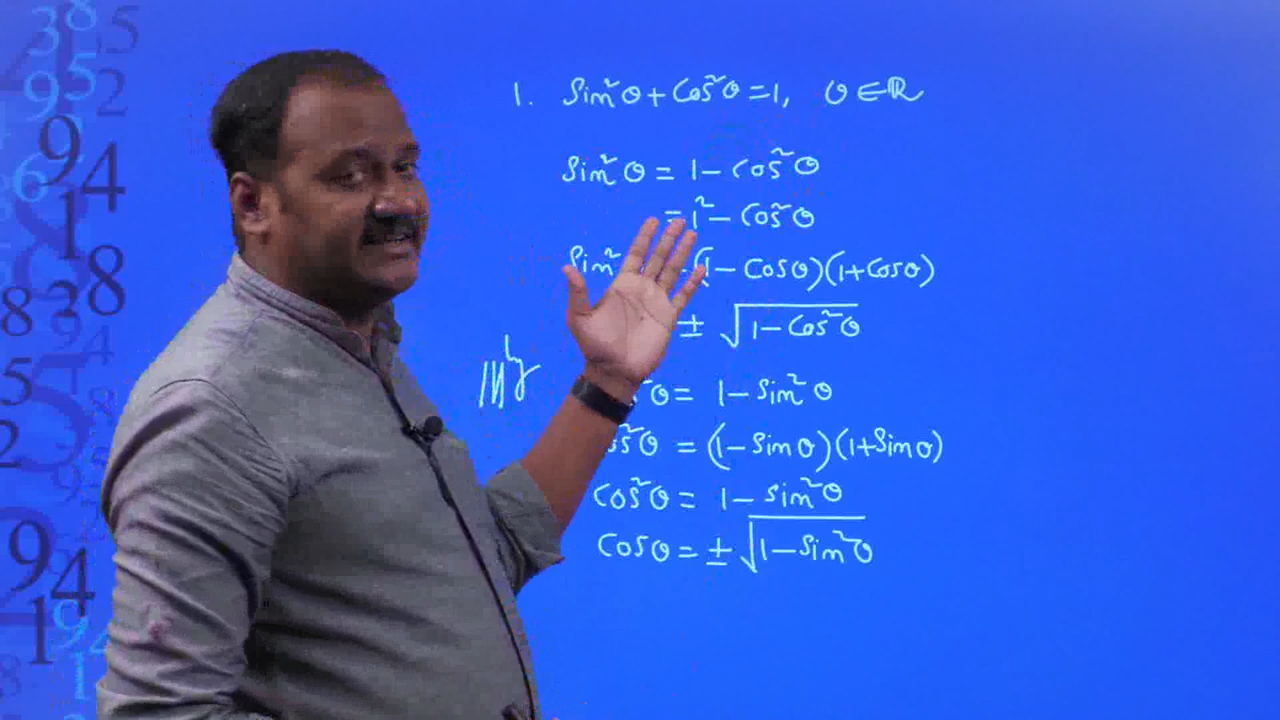 1. Sin²θ + Cos²θ = 1, θ ∈ ℝ
Sin²θ = 1 − Cos²θ
= 1² − Cos²θ
Sin² (1 − Cosθ)(1 + Cosθ)
± √(1 − Cos²θ)
|||ly
θ = 1 − Sin²θ
θ = (1 − Sinθ)(1 + Sinθ)
Cos²θ = 1 − Sin²θ
Cosθ = ± √(1 − Sin²θ)